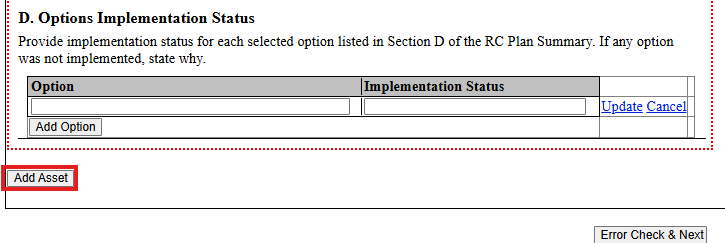 D. Options Implementation Status
Provide implementation status for each selected option listed in Section D of the RC Plan Summary. If any option
was not implemented, state why.
Option Implementation Status
Update Cancel
Add Option
Add Asset
Error Check & Next